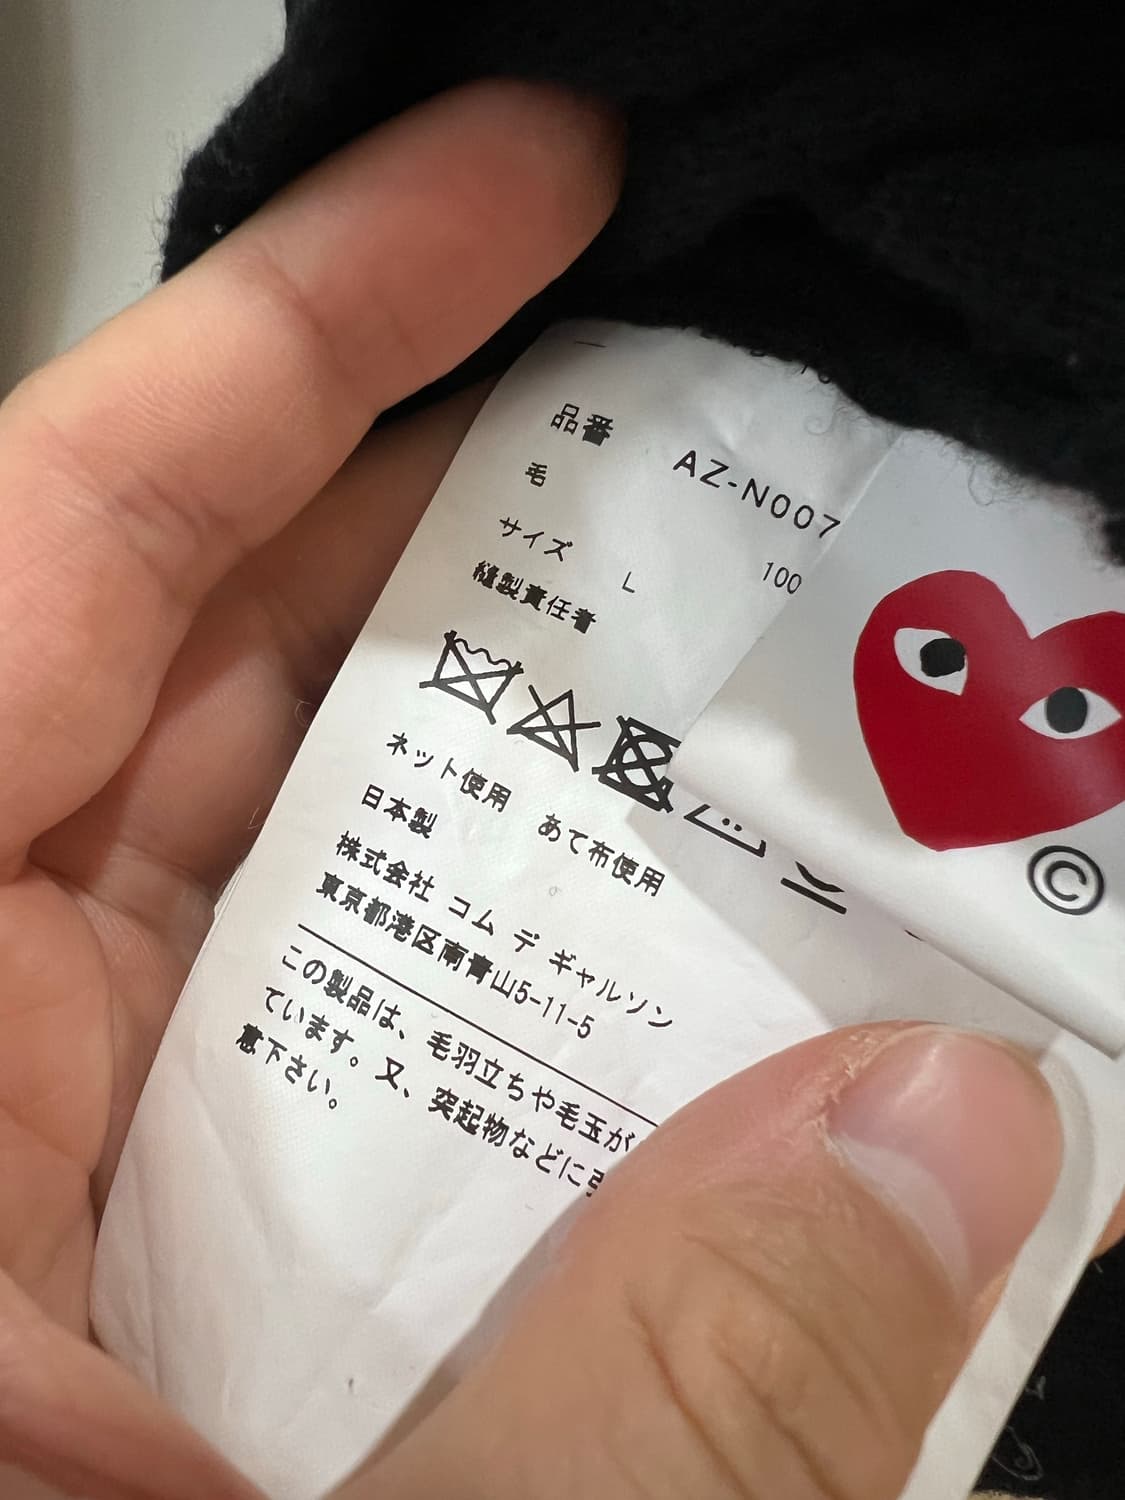 品番 AZ-N007
毛 100
サイズ L
縫製責任者
ネット使用 あて布使用
日本製
株式会社 コム デ ギャルソン
東京都港区南青山5-11-5
この製品は、毛羽立ちや毛玉が
ています。又、突起物などに引
意下さい。
©